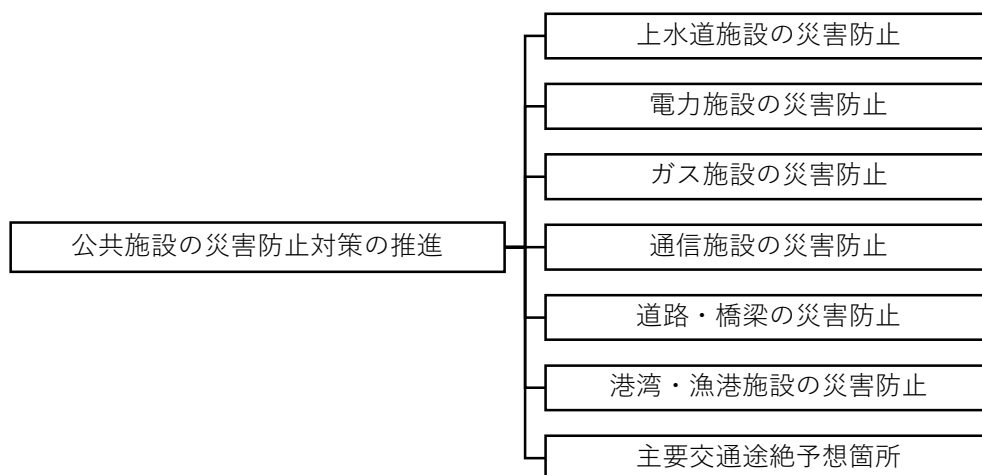 公共施設の災害防止対策の推進
上水道施設の災害防止
電力施設の災害防止
ガス施設の災害防止
通信施設の災害防止
道路・橋梁の災害防止
港湾・漁港施設の災害防止
主要交通途絶予想箇所